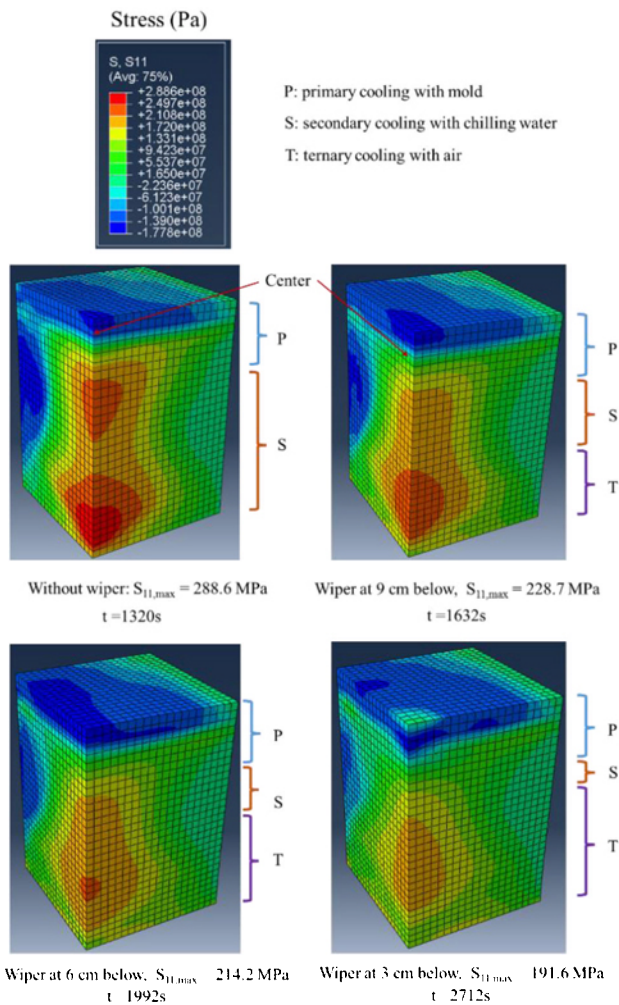 Stress (Pa)
S, S11
(Avg: 75%)
+2.886e+08
+2.497e+08
+2.108e+08
+1.720e+08
+1.331e+08
+9.423e+07
+5.537e+07
+1.650e+07
-2.236e+07
-6.123e+07
-1.001e+08
-1.390e+08
-1.778e+08
P: primary cooling with mold
S: secondary cooling with chilling water
T: ternary cooling with air
Center
P
S
P
S
T
Without wiper: S11,max = 288.6 MPa
t =1320s
Wiper at 9 cm below, S11,max = 228.7 MPa
t =1632s
P
S
T
P
S
T
Wiper at 6 cm below, S11,max 214.2 MPa
t 1992s
Wiper at 3 cm below, S11,max 191.6 MPa
t 2712s